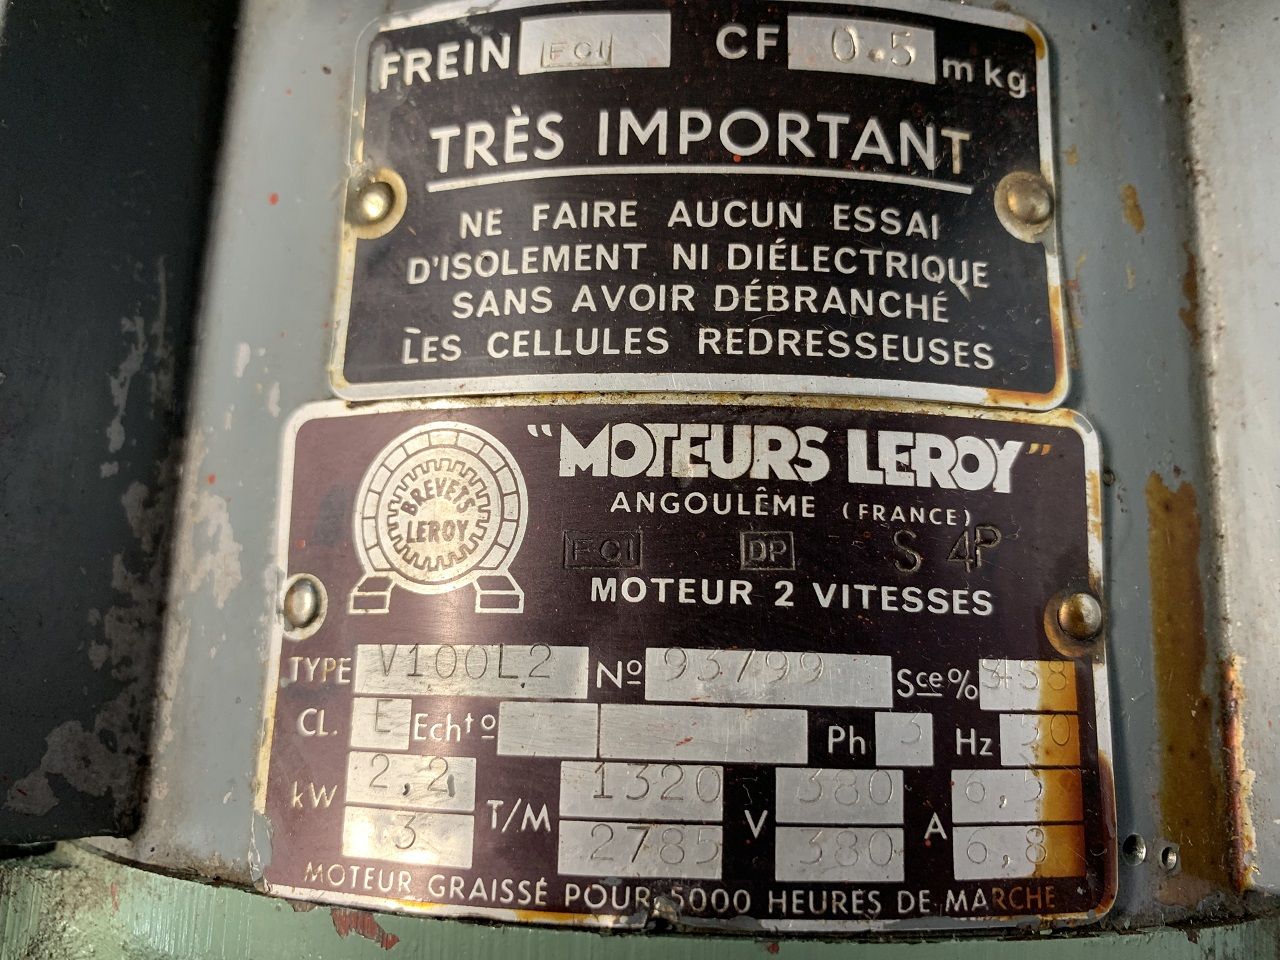 FREIN FCI CF 0.5 mkg
TRÈS IMPORTANT
NE FAIRE AUCUN ESSAI
D'ISOLEMENT NI DIÉLECTRIQUE
SANS AVOIR DÉBRANCHÉ
LES CELLULES REDRESSEUSES
"MOTEURS LEROY"
ANGOULÊME (FRANCE)
BREVETS
LEROY
FCI DP S 4P
MOTEUR 2 VITESSES
TYPE V100L2 Nº 93799 Sce%
CL. E Echtº Ph 3 Hz 50
kW 2,2 T/M 1320 V 380 A
3 2785 380 6,8
MOTEUR GRAISSÉ POUR 5000 HEURES DE MARCHE